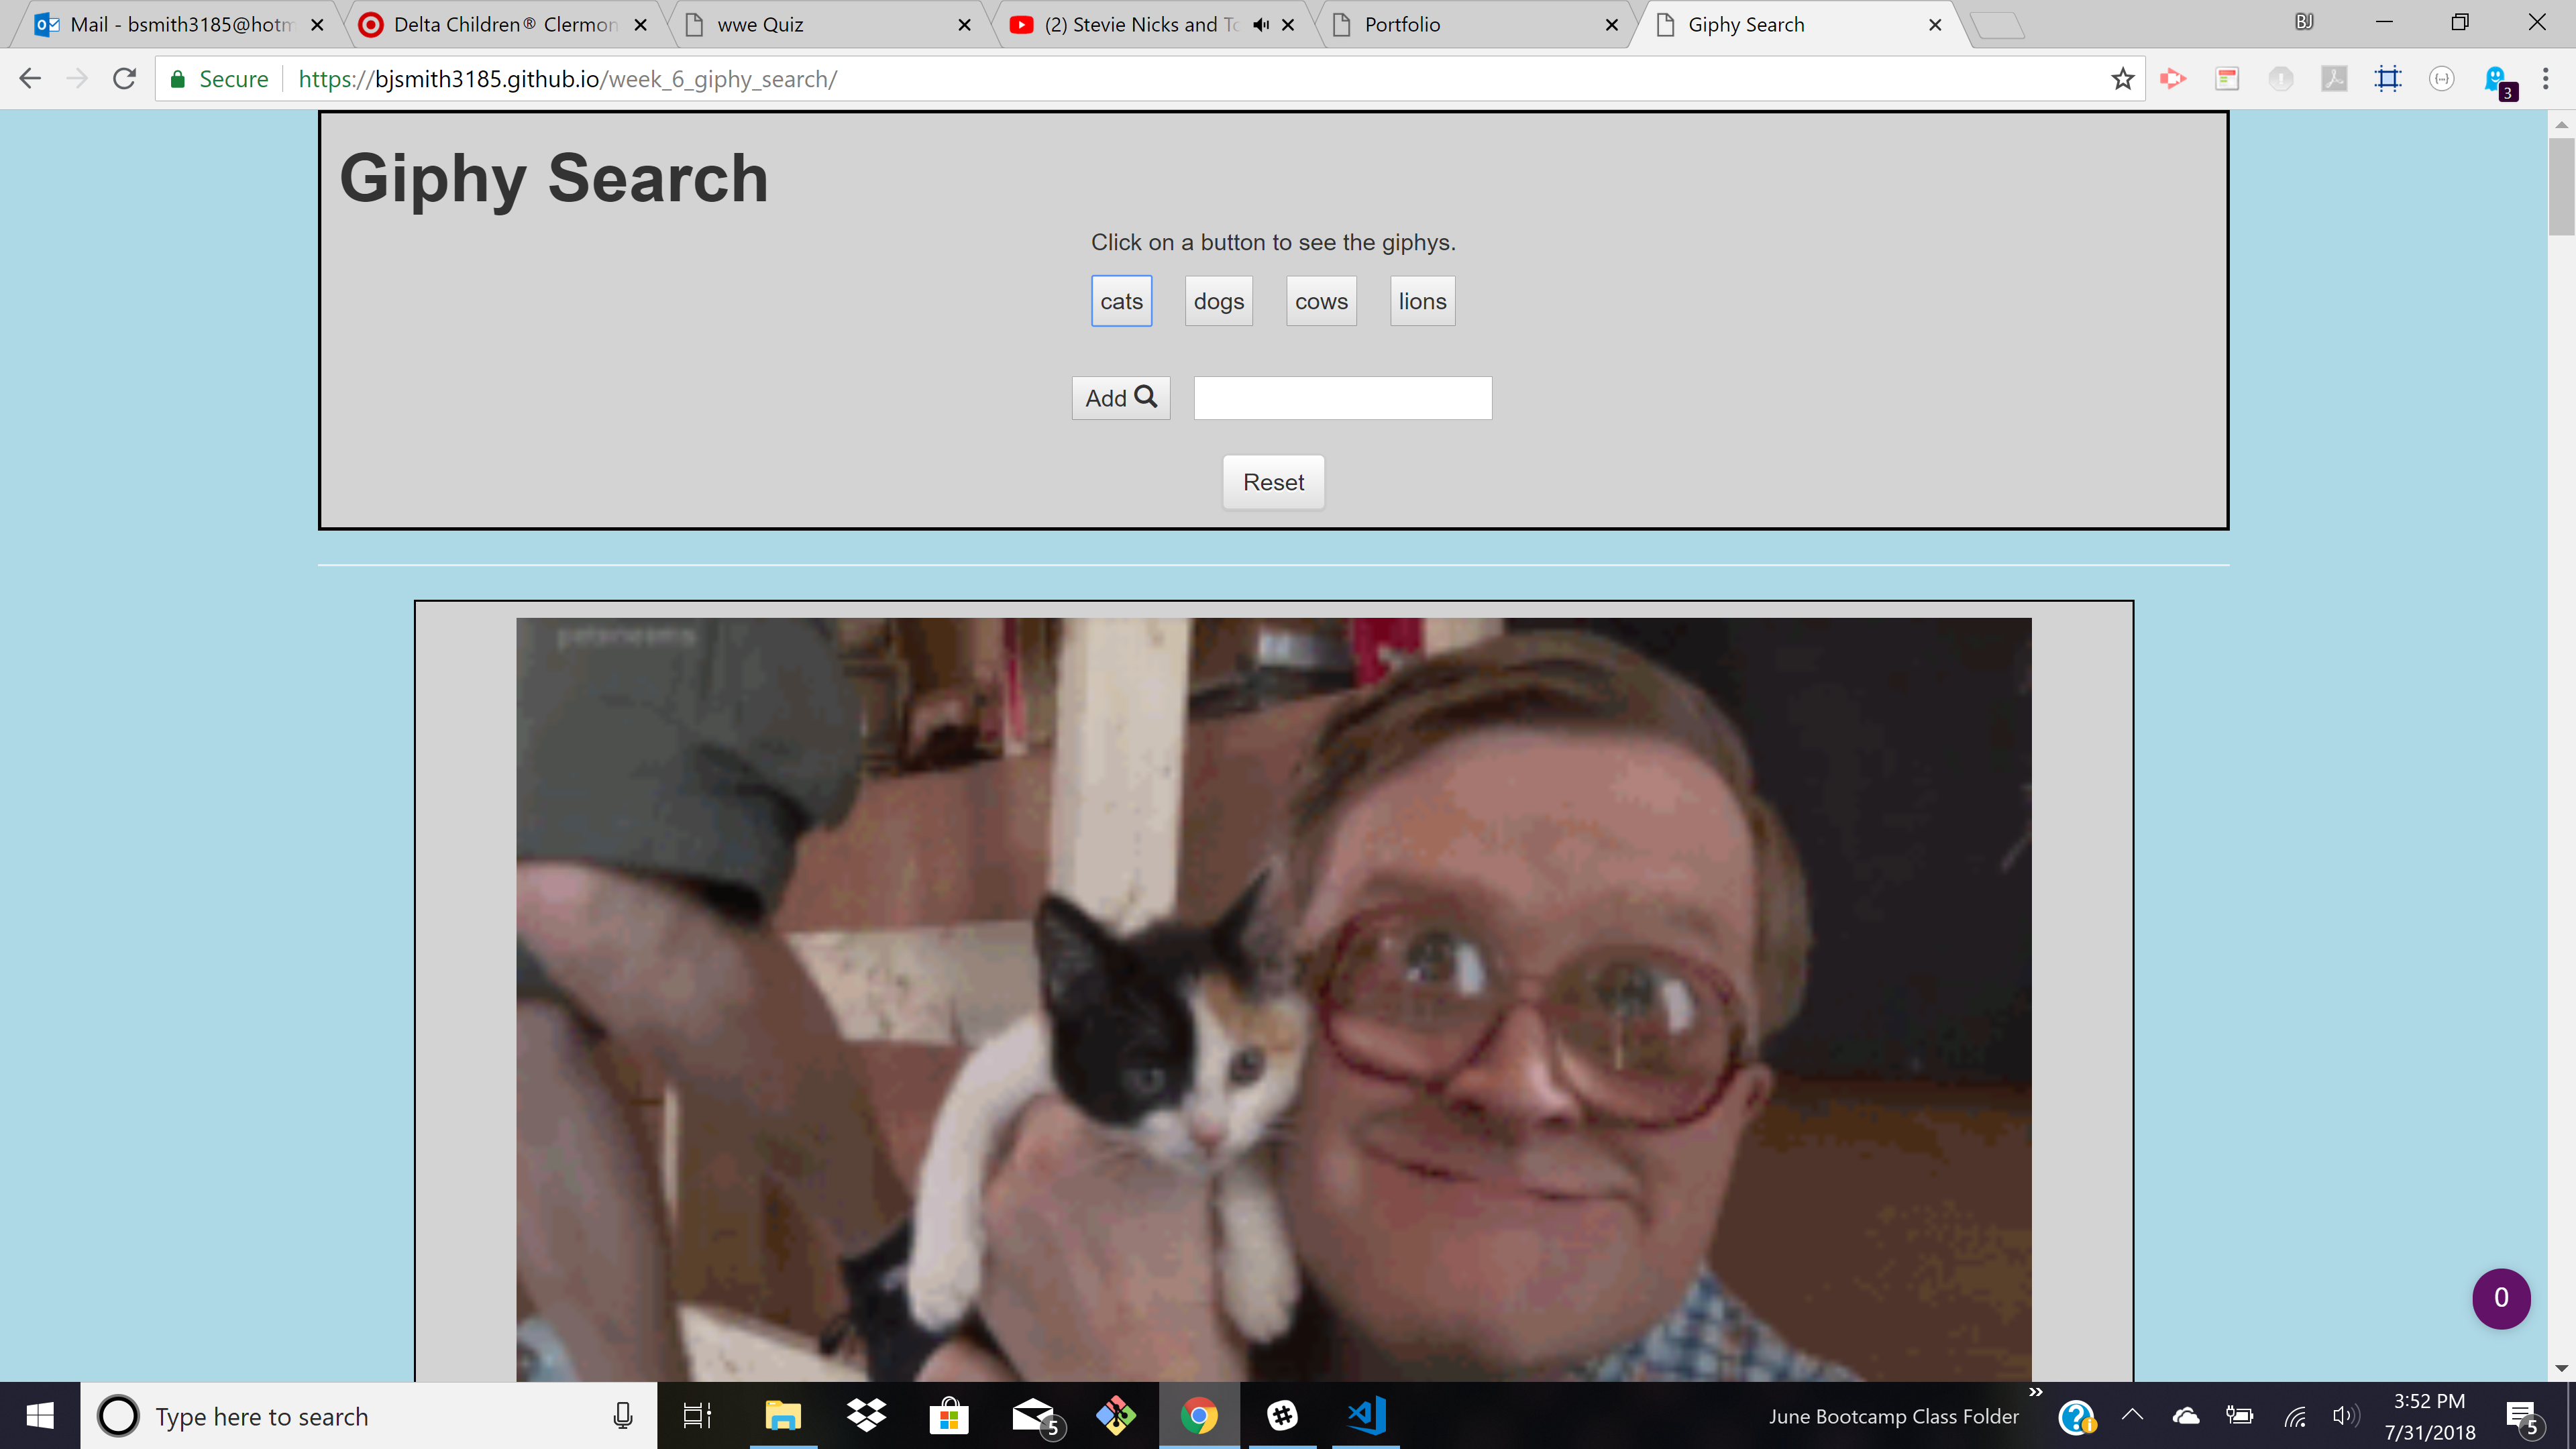 Mail - bsmith3185@hotm
Delta Children® Clermon
wwe Quiz
(2) Stevie Nicks and To
Portfolio
Giphy Search
BJ
Secure
https://bjsmith3185.github.io/week_6_giphy_search/
3
Giphy Search
Click on a button to see the giphys.
cats dogs cows lions
Add
Reset
0
Type here to search
5
June Bootcamp Class Folder
3:52 PM
7/31/2018
5